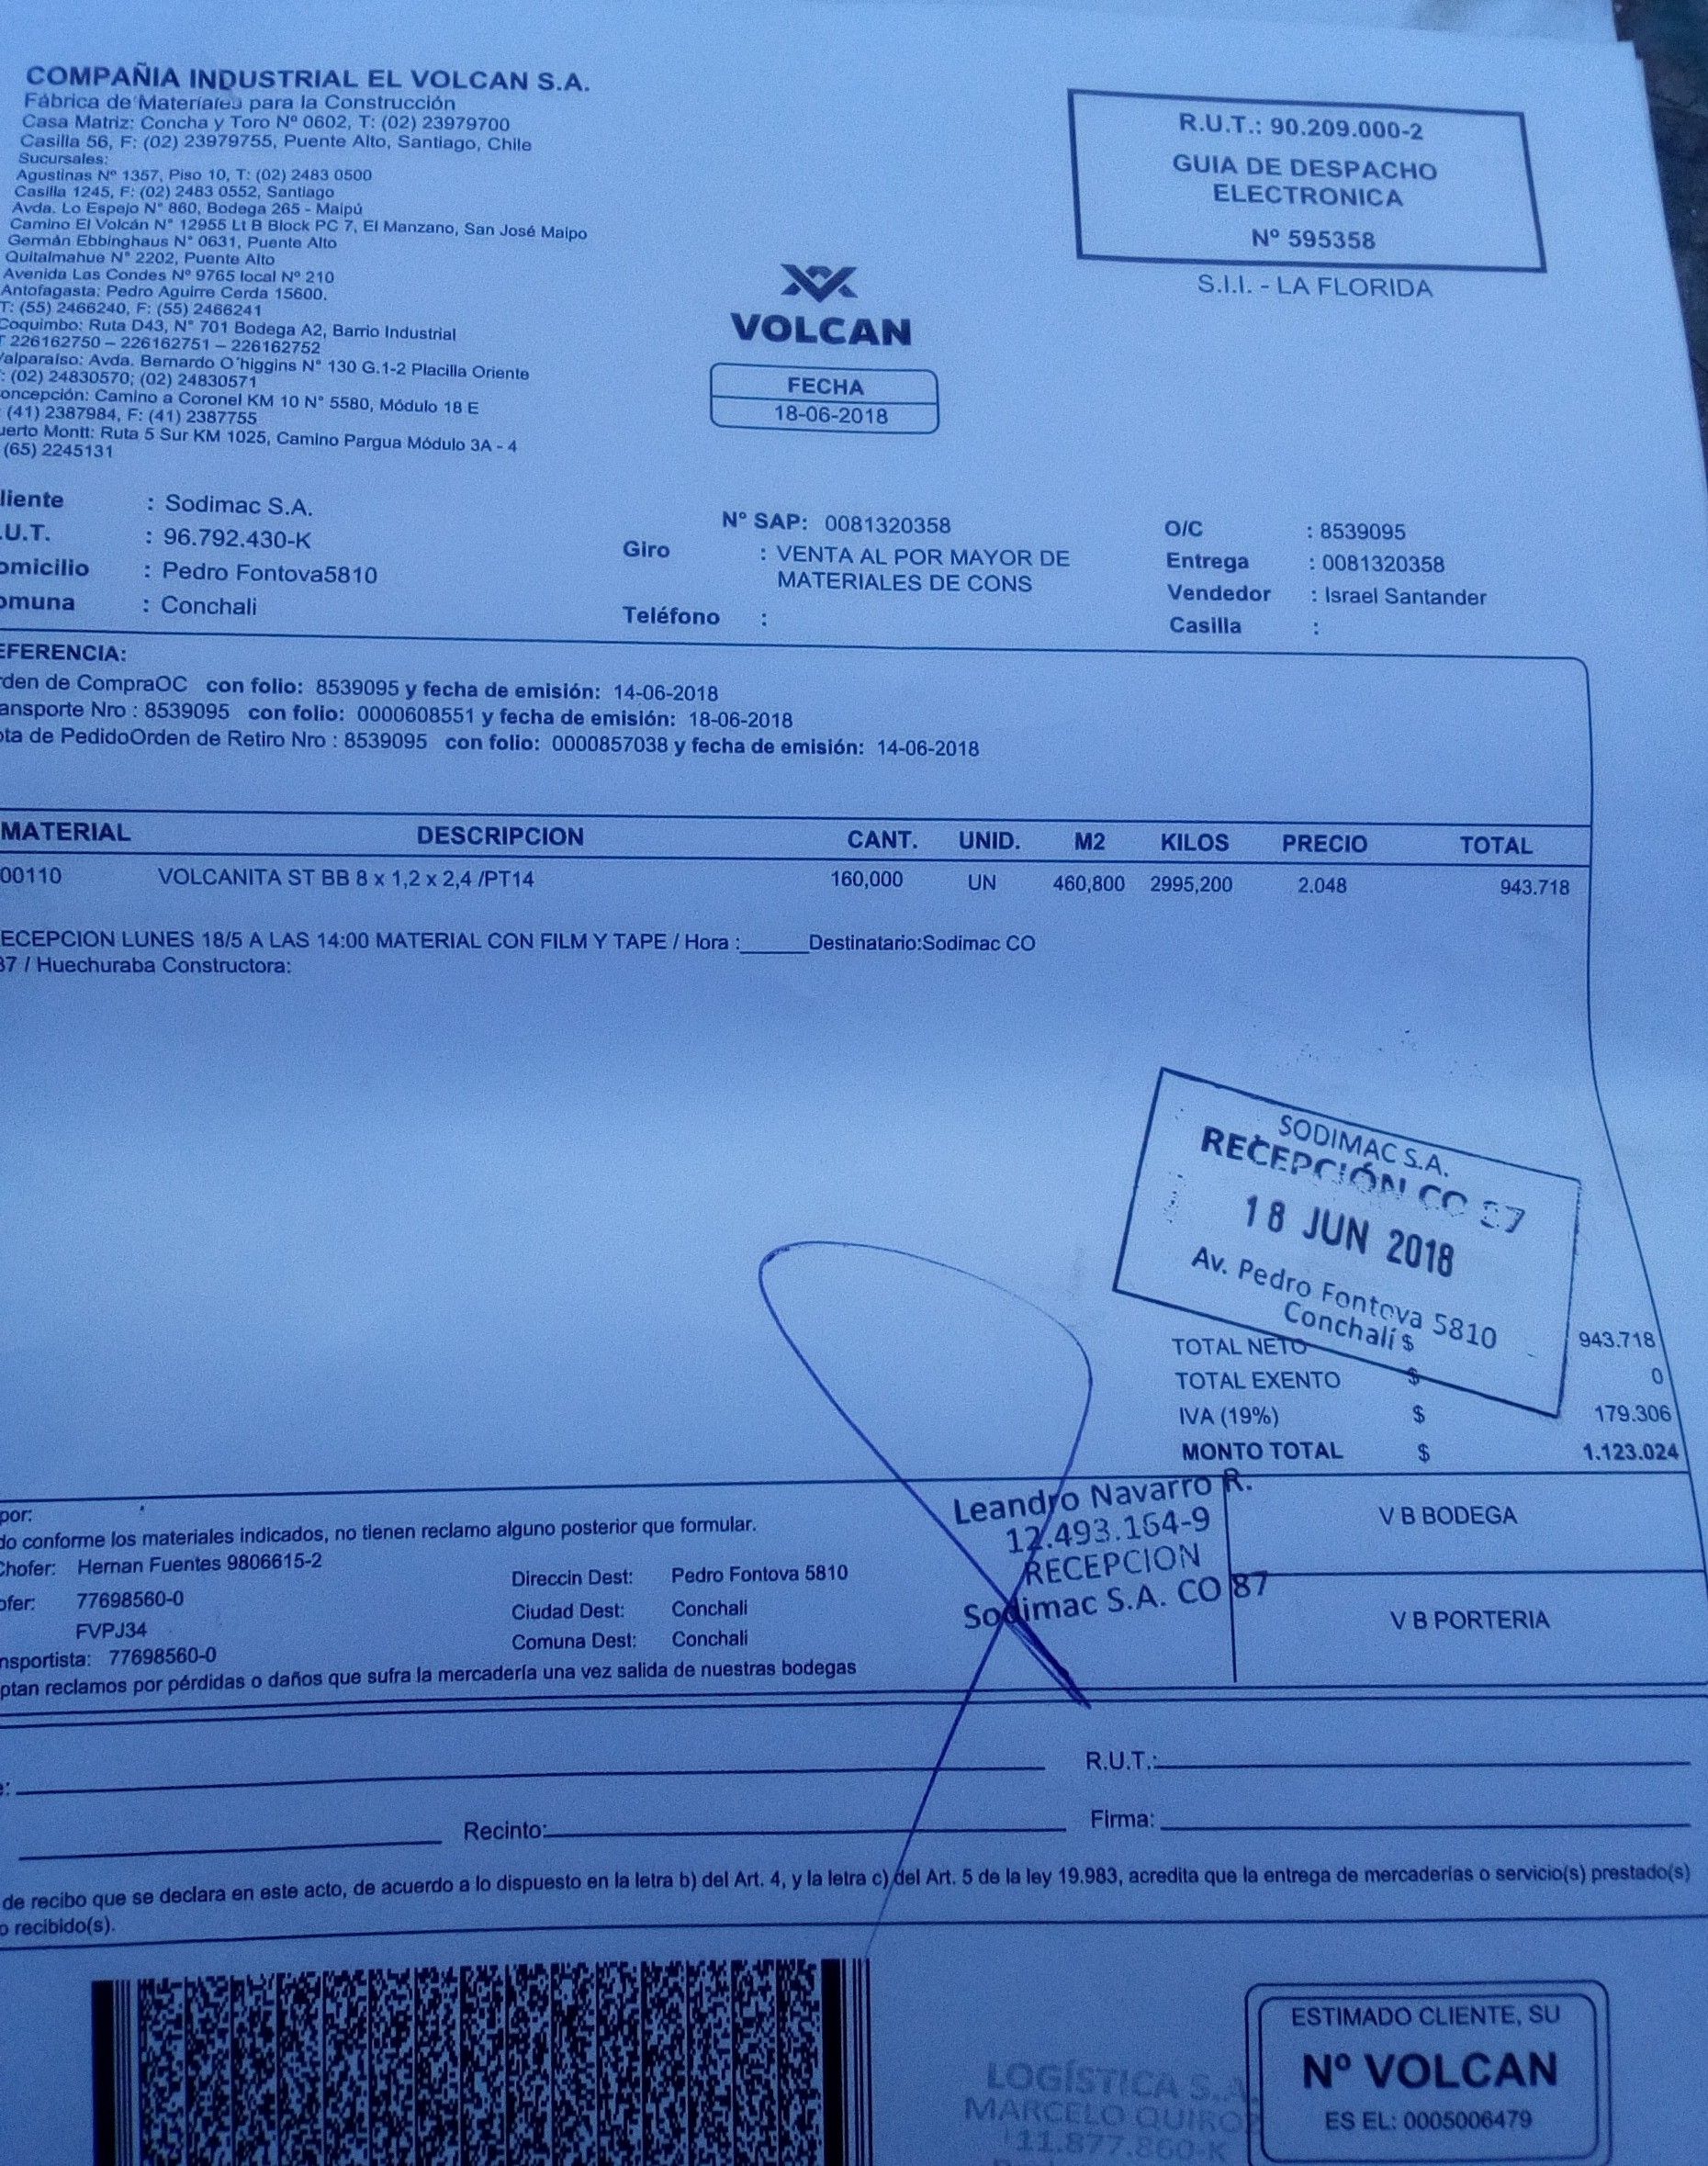 COMPAÑIA INDUSTRIAL EL VOLCAN S.A.
Fábrica de Materiales para la Construcción
Casa Matriz: Concha y Toro Nº 0602, T: (02) 23979700
Casilla 56, F: (02) 23979755, Puente Alto, Santiago, Chile
Sucursales:
Agustinas Nº 1357, Piso 10, T: (02) 2483 0500
Casilla 1245, F: (02) 2483 0552, Santiago
Avda. Lo Espejo N° 860, Bodega 265 - Maipú
Camino El Volcán N° 12955 Lt B Block PC 7, El Manzano, San José Maipo
Germán Ebbinghaus N° 0631, Puente Alto
Quitalmahue N° 2202, Puente Alto
Avenida Las Condes Nº 9765 local Nº 210
Antofagasta: Pedro Aguirre Cerda 15600.
T: (55) 2466240, F: (55) 2466241
Coquimbo: Ruta D43, N° 701 Bodega A2, Barrio Industrial
T 226162750 – 226162751 – 226162752
alparaíso: Avda. Bernardo O´higgins N° 130 G.1-2 Placilla Oriente
: (02) 24830570; (02) 24830571
oncepción: Camino a Coronel KM 10 N° 5580, Módulo 18 E
(41) 2387984, F: (41) 2387755
uerto Montt: Ruta 5 Sur KM 1025, Camino Pargua Módulo 3A - 4
(65) 2245131
R.U.T.: 90.209.000-2
GUIA DE DESPACHO
ELECTRONICA
Nº 595358
S.I.I. - LA FLORIDA
VOLCAN
FECHA
18-06-2018
liente : Sodimac S.A.
.U.T. : 96.792.430-K
omicilio : Pedro Fontova5810
omuna : Conchali
Nº SAP: 0081320358
Giro : VENTA AL POR MAYOR DE
MATERIALES DE CONS
Teléfono :
O/C : 8539095
Entrega : 0081320358
Vendedor : Israel Santander
Casilla :
EFERENCIA:
rden de CompraOC con folio: 8539095 y fecha de emisión: 14-06-2018
ansporte Nro : 8539095 con folio: 0000608551 y fecha de emisión: 18-06-2018
ota de PedidoOrden de Retiro Nro : 8539095 con folio: 0000857038 y fecha de emisión: 14-06-2018
MATERIAL DESCRIPCION CANT. UNID. M2 KILOS PRECIO TOTAL
00110 VOLCANITA ST BB 8 x 1,2 x 2,4 /PT14 160,000 UN 460,800 2995,200 2.048 943.718
ECEPCION LUNES 18/5 A LAS 14:00 MATERIAL CON FILM Y TAPE / Hora :______Destinatario:Sodimac CO
87 / Huechuraba Constructora:
SODIMAC S.A.
RECEPCIÓN CO 87
18 JUN 2018
Av. Pedro Fontova 5810
Conchalí
TOTAL NETO $ 943.718
TOTAL EXENTO $ 0
IVA (19%) $ 179.306
MONTO TOTAL $ 1.123.024
por:
do conforme los materiales indicados, no tienen reclamo alguno posterior que formular.
Chofer: Hernan Fuentes 9806615-2
ofer: 77698560-0
FVPJ34
nsportista: 77698560-0
Direccin Dest: Pedro Fontova 5810
Ciudad Dest: Conchali
Comuna Dest: Conchali
ptan reclamos por pérdidas o daños que sufra la mercadería una vez salida de nuestras bodegas
Leandro Navarro R.
12.493.164-9
RECEPCION
Sodimac S.A. CO 87
V B BODEGA
V B PORTERIA
e:
R.U.T.:
Recinto:
Firma:
de recibo que se declara en este acto, de acuerdo a lo dispuesto en la letra b) del Art. 4, y la letra c) del Art. 5 de la ley 19.983, acredita que la entrega de mercaderías o servicio(s) prestado(s)
o recibido(s).
LOGÍSTICA S.A.
MARCELO QUIROZ
11.877.860-K
ESTIMADO CLIENTE, SU
Nº VOLCAN
ES EL: 0005006479